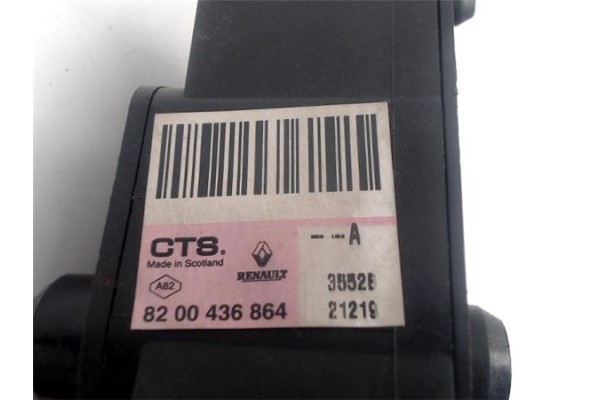 A
CTS.
Made in Scotland
RENAULT
A82
35528
21219
82 00 436 864